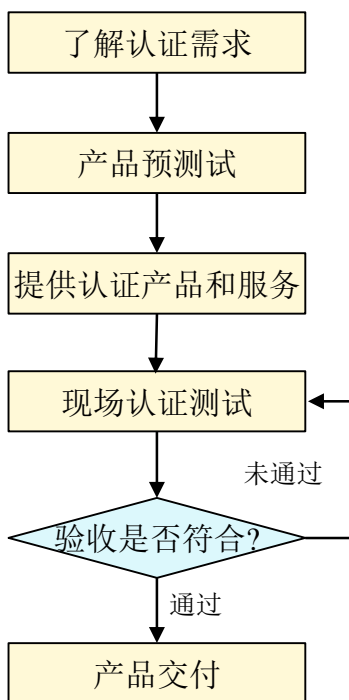 了解认证需求
产品预测试
提供认证产品和服务
现场认证测试
未通过
验收是否符合?
通过
产品交付